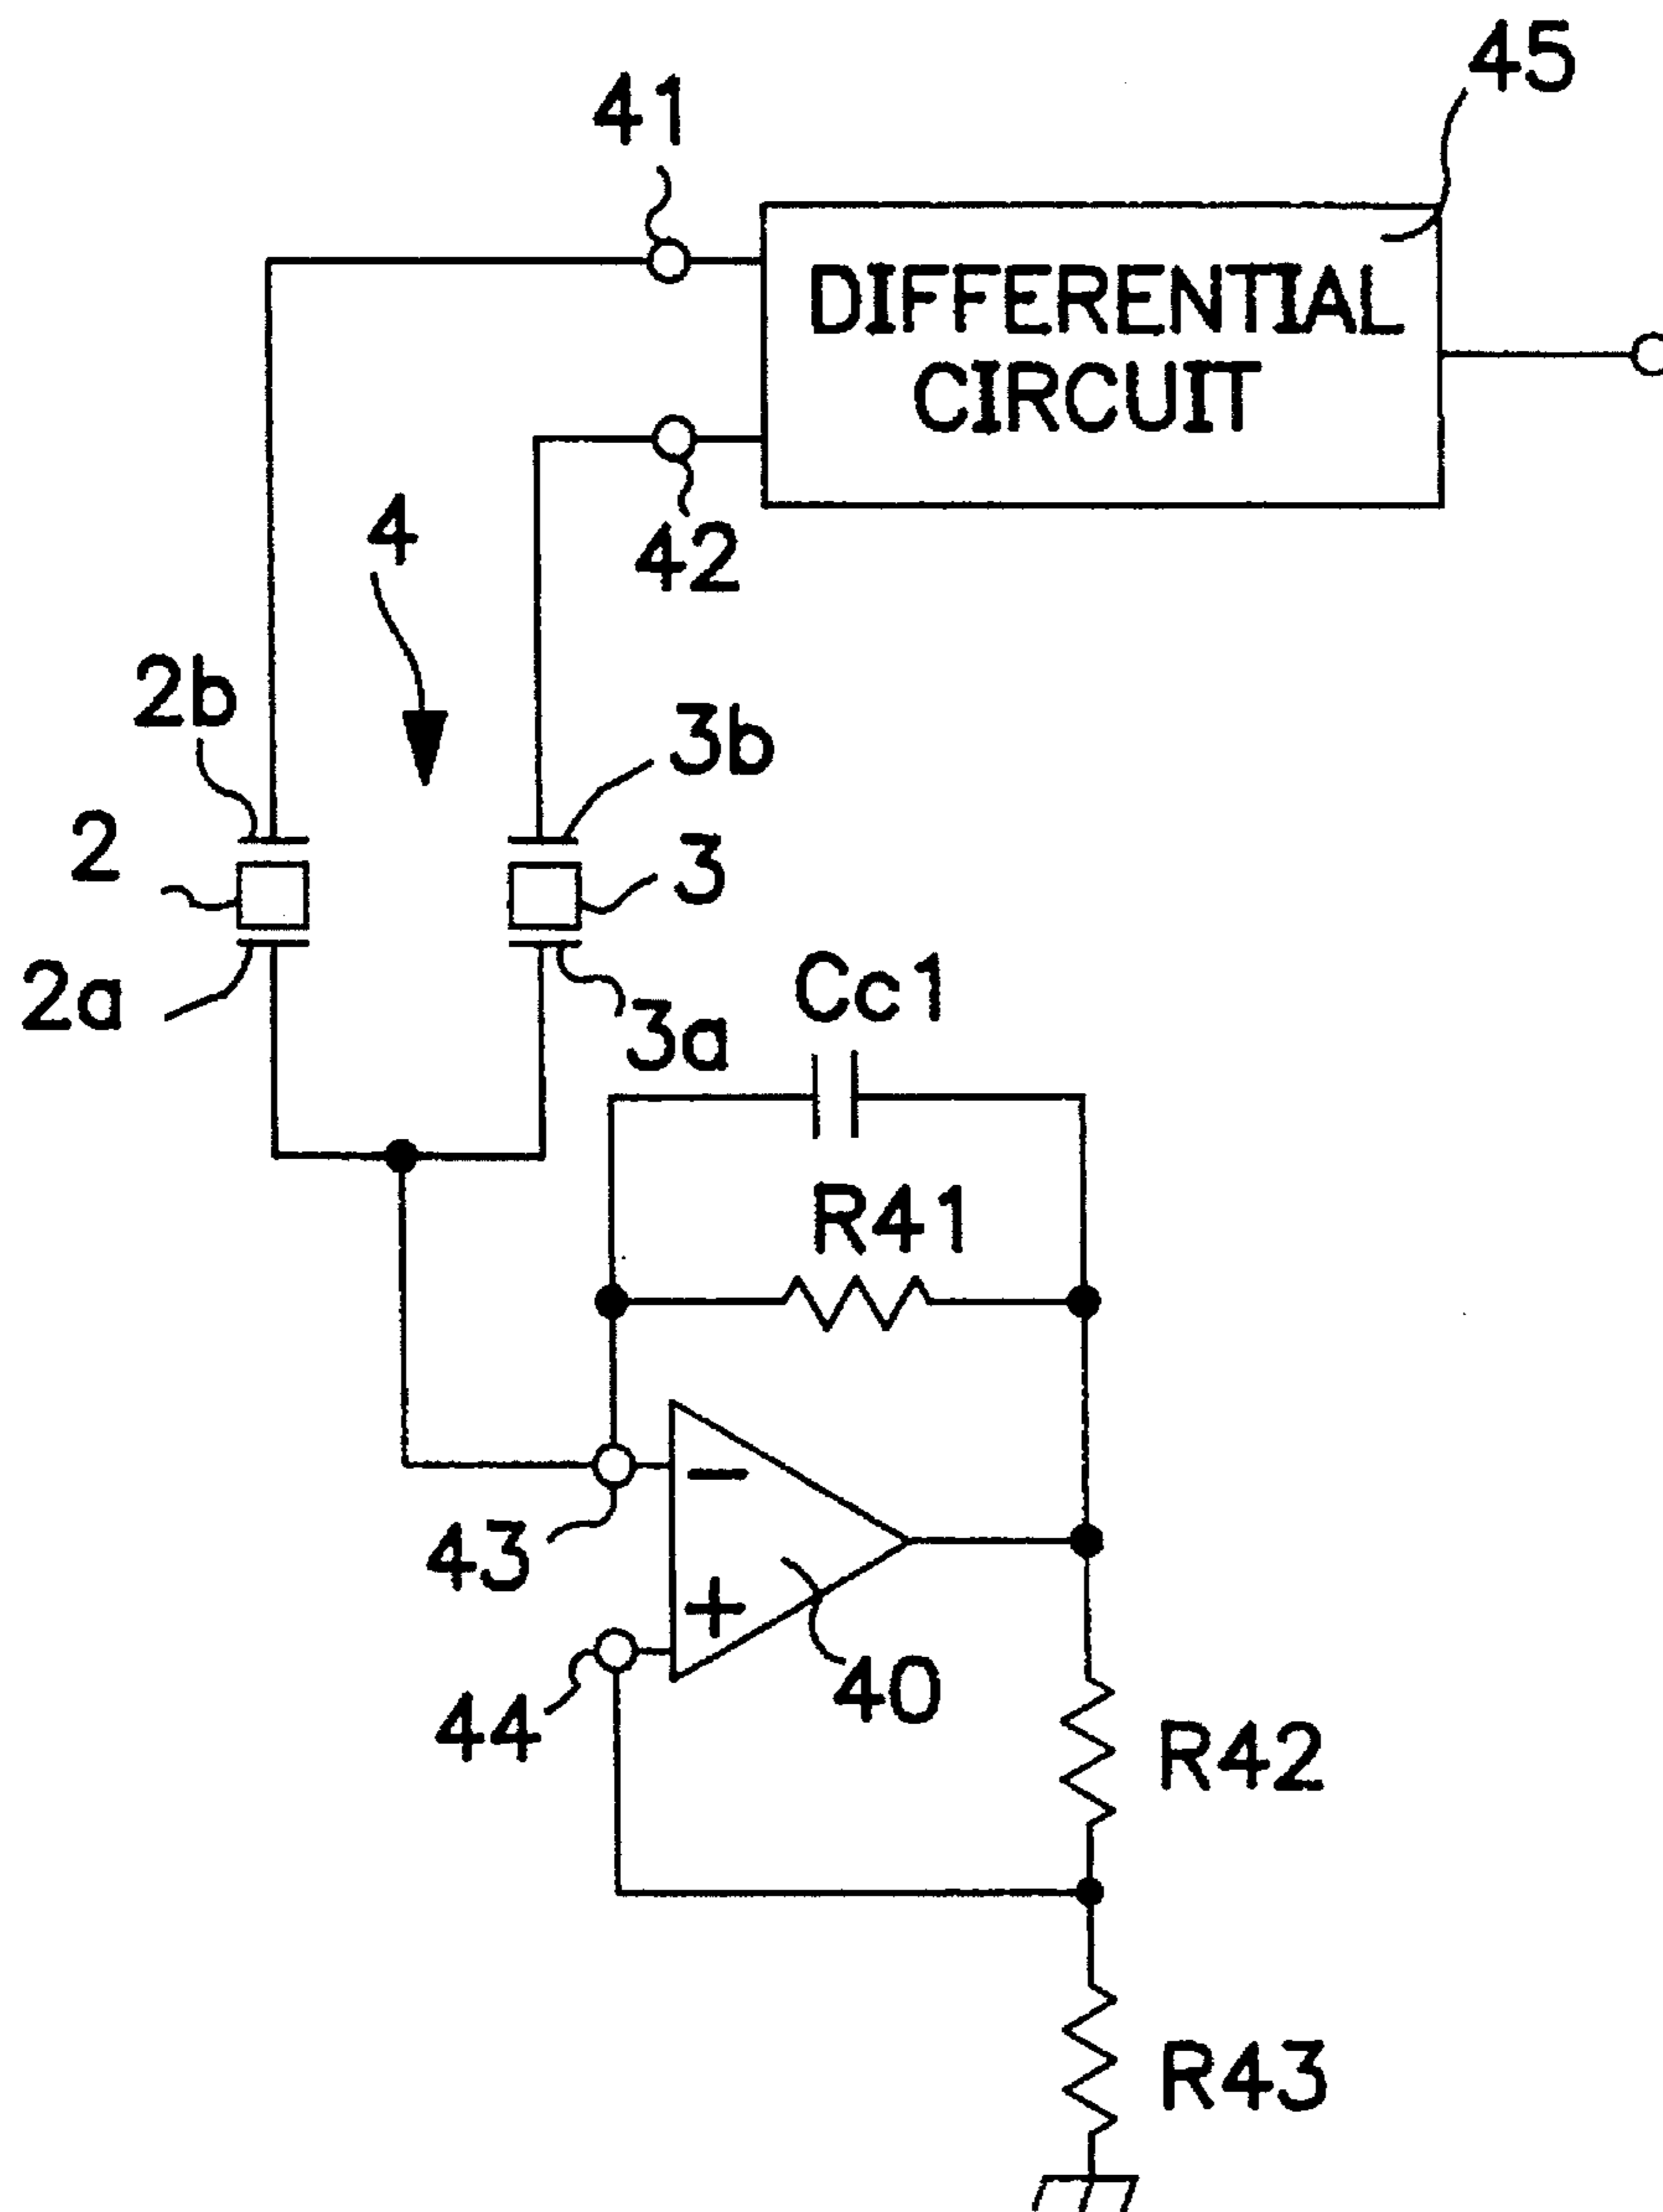 45
41
DIFFERENTIAL
CIRCUIT
4
42
2b
3b
2
3
2a
Cc1
3a
R41
-
43
+
40
44
R42
R43